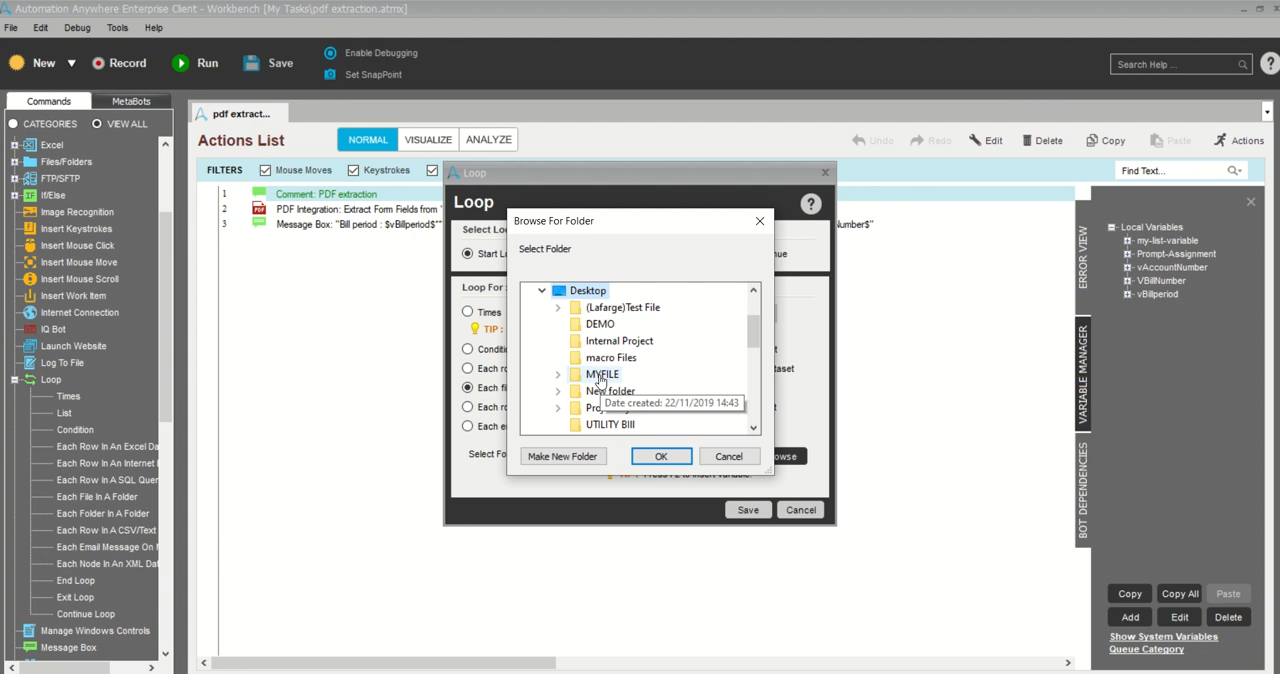 Automation Anywhere Enterprise Client - Workbench [My Tasks\pdf extraction.atmx]
File Edit Debug Tools Help
New Record Run Save
Enable Debugging
Set SnapPoint
Search Help ...
Commands MetaBots
CATEGORIES VIEW ALL
Excel
Files/Folders
FTP/SFTP
If/Else
Image Recognition
Insert Keystrokes
Insert Mouse Click
Insert Mouse Move
Insert Mouse Scroll
Insert Work Item
Internet Connection
IQ Bot
Launch Website
Log To File
Loop
Times
List
Condition
Each Row In An Excel Da
Each Row In An Internet
Each Row In A SQL Quer
Each File In A Folder
Each Folder In A Folder
Each Row In A CSV/Text
Each Email Message On
Each Node In An XML Dat
End Loop
Exit Loop
Continue Loop
Manage Windows Controls
Message Box
pdf extract...
Actions List NORMAL VISUALIZE ANALYZE
Undo Redo Edit Delete Copy Paste Actions
FILTERS Mouse Moves Keystrokes
Find Text...
1 Comment: PDF extraction
2 PDF Integration: Extract Form Fields from "
3 Message Box: "Bill period : $vBillperiod$"
Number$"
Loop
Loop
Select Lo
Start L
ue
Loop For
Times
TIP :
Conditi
Each ro
Each fi
Each ro
Each e
t
taset
t
Select Fo
owse
Save Cancel
Browse For Folder
Select Folder
Desktop
(Lafarge)Test File
DEMO
Internal Project
macro Files
MYFILE
New folder
Date created: 22/11/2019 14:43
UTILITY BIll
Make New Folder OK Cancel
ERROR VIEW
VARIABLE MANAGER
BOT DEPENDENCIES
Local Variables
my-list-variable
Prompt-Assignment
vAccountNumber
VBillNumber
vBillperiod
Copy Copy All Paste
Add Edit Delete
Show System Variables
Queue Category